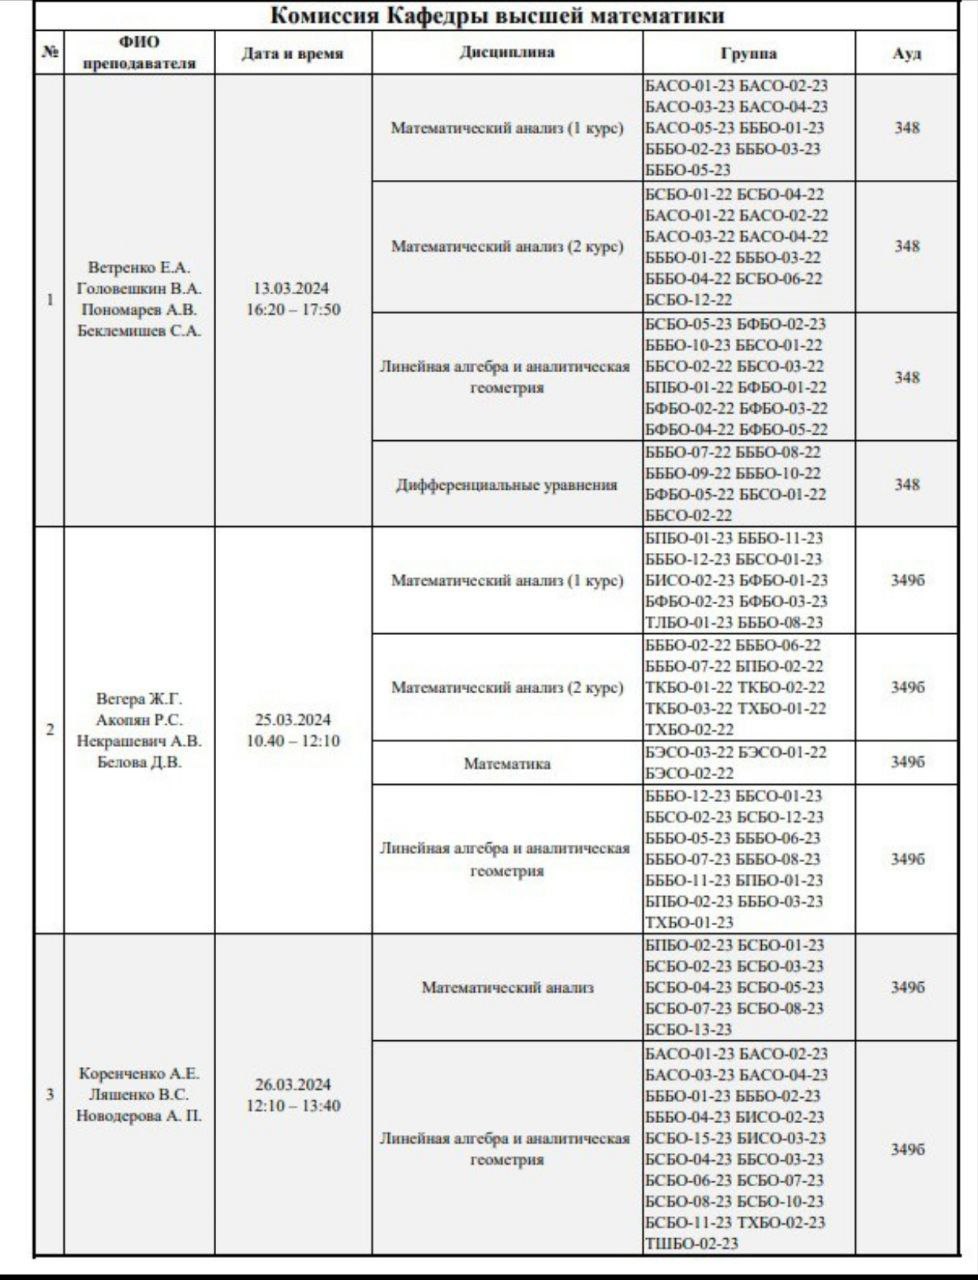 Комиссия Кафедры высшей математики
№
ФИО
преподавателя
Дата и время
Дисциплина
Группа
Ауд
1
Ветренко Е.А.
Головешкин В.А.
Пономарев А.В.
Беклемишев С.А.
13.03.2024
16:20 – 17:50
Математический анализ (1 курс)
БАСО-01-23 БАСО-02-23
БАСО-03-23 БАСО-04-23
БАСО-05-23 БББО-01-23
БББО-02-23 БББО-03-23
БББО-05-23
348
Математический анализ (2 курс)
БСБО-01-22 БСБО-04-22
БАСО-01-22 БАСО-02-22
БАСО-03-22 БАСО-04-22
БББО-01-22 БББО-03-22
БББО-04-22 БСБО-06-22
БСБО-12-22
348
Линейная алгебра и аналитическая
геометрия
БСБО-05-23 БФБО-02-23
БББО-10-23 ББСО-01-22
ББСО-02-22 ББСО-03-22
БПБО-01-22 БФБО-01-22
БФБО-02-22 БФБО-03-22
БФБО-04-22 БФБО-05-22
348
Дифференциальные уравнения
БББО-07-22 БББО-08-22
БББО-09-22 БББО-10-22
БФБО-05-22 ББСО-01-22
ББСО-02-22
348
2
Вегера Ж.Г.
Акопян Р.С.
Некрашевич А.В.
Белова Д.В.
25.03.2024
10.40 – 12:10
Математический анализ (1 курс)
БПБО-01-23 БББО-11-23
БББО-12-23 ББСО-01-23
БИСО-02-23 БФБО-01-23
БФБО-02-23 БФБО-03-23
ТЛБО-01-23 БББО-08-23
349б
Математический анализ (2 курс)
БББО-02-22 БББО-06-22
БББО-07-22 БПБО-02-22
ТКБО-01-22 ТКБО-02-22
ТКБО-03-22 ТХБО-01-22
ТХБО-02-22
349б
Математика
БЭСО-03-22 БЭСО-01-22
БЭСО-02-22
349б
Линейная алгебра и аналитическая
геометрия
БББО-12-23 ББСО-01-23
ББСО-02-23 БСБО-12-23
БББО-05-23 БББО-06-23
БББО-07-23 БББО-08-23
БББО-11-23 БПБО-01-23
БПБО-02-23 БББО-03-23
ТХБО-01-23
349б
3
Коренченко А.Е.
Ляшенко В.С.
Новодерова А. П.
26.03.2024
12:10 – 13:40
Математический анализ
БПБО-02-23 БСБО-01-23
БСБО-02-23 БСБО-03-23
БСБО-04-23 БСБО-05-23
БСБО-07-23 БСБО-08-23
БСБО-13-23
349б
Линейная алгебра и аналитическая
геометрия
БАСО-01-23 БАСО-02-23
БАСО-03-23 БАСО-04-23
БББО-01-23 БББО-02-23
БББО-04-23 БИСО-02-23
БСБО-15-23 БИСО-03-23
БСБО-04-23 ББСО-03-23
БСБО-06-23 БСБО-07-23
БСБО-08-23 БСБО-10-23
БСБО-11-23 ТХБО-02-23
ТШБО-02-23
349б